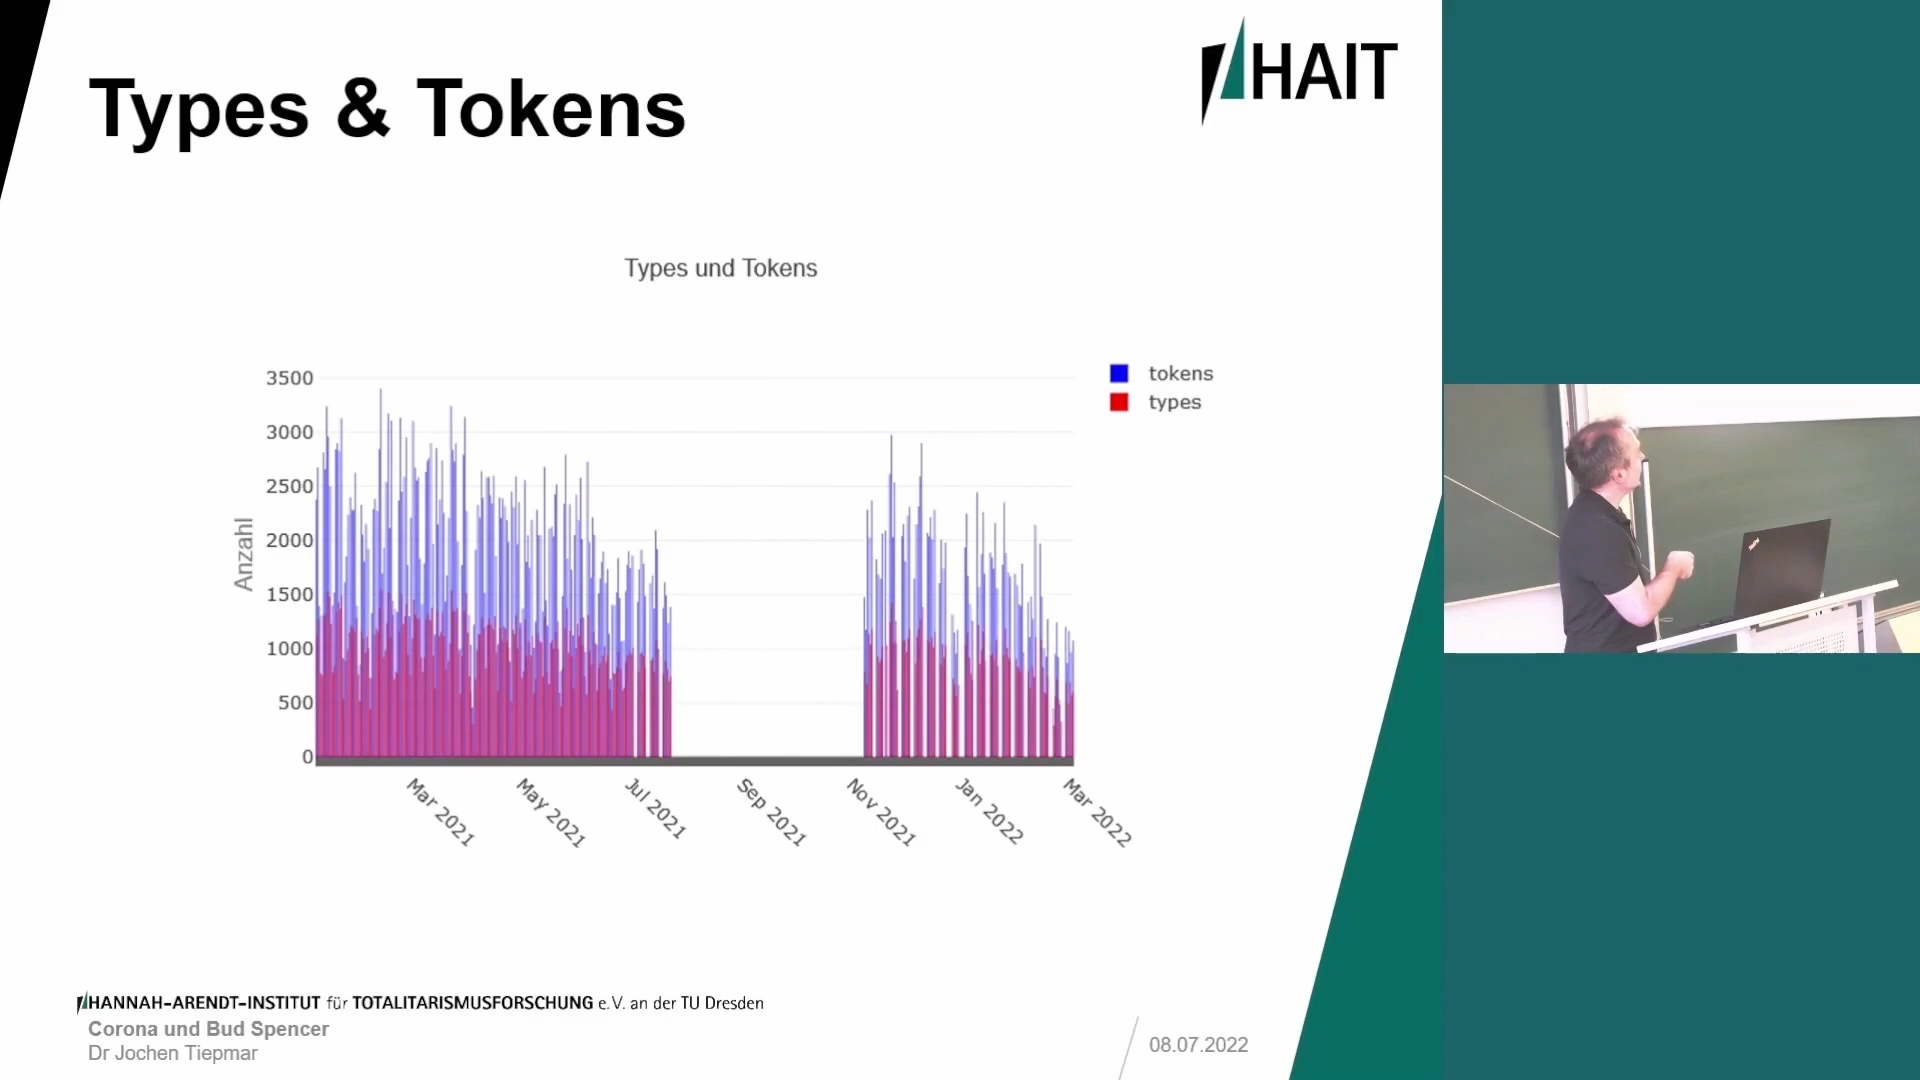 Types & Tokens
HAIT
Types und Tokens
tokens
types
3500
3000
2500
2000
1500
1000
500
0
Anzahl
Mar 2021
May 2021
Jul 2021
Sep 2021
Nov 2021
Jan 2022
Mar 2022
HANNAH-ARENDT-INSTITUT für TOTALITARISMUSFORSCHUNG e.V. an der TU Dresden
Corona und Bud Spencer
Dr Jochen Tiepmar
08.07.2022